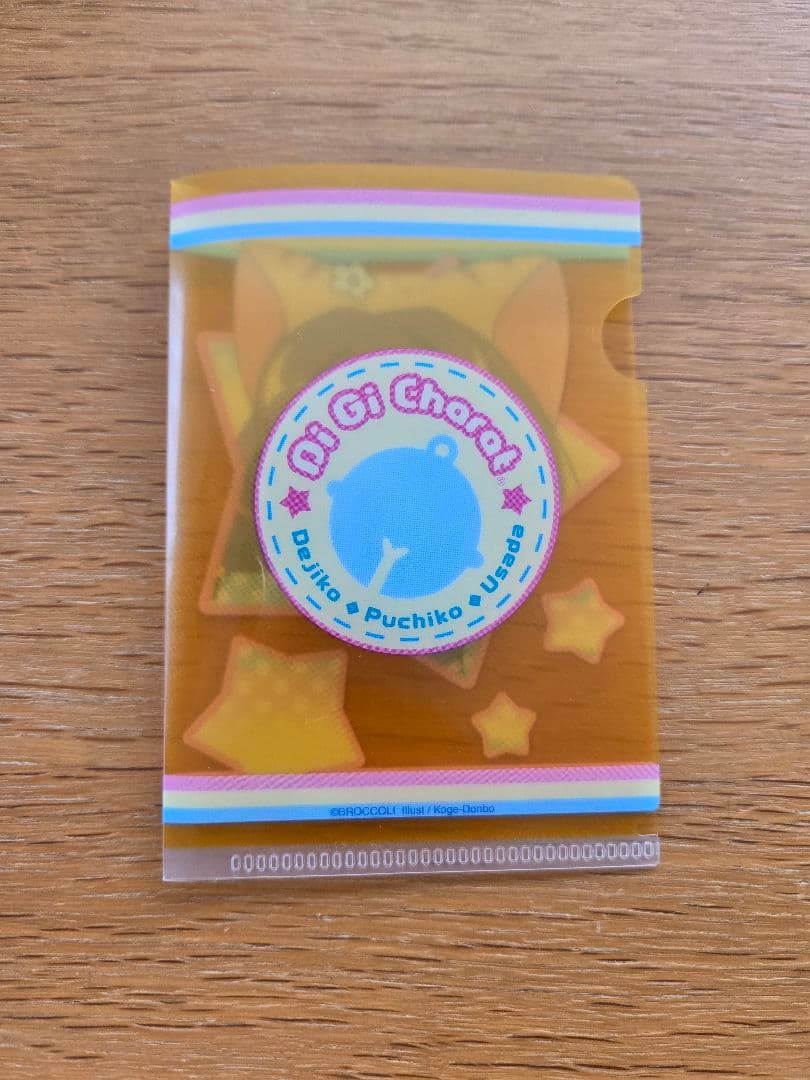 Di Gi Charat
Dejiko ◆ Puchiko ◆ Usada
©BROCCOLI Illust / Koge-Donbo